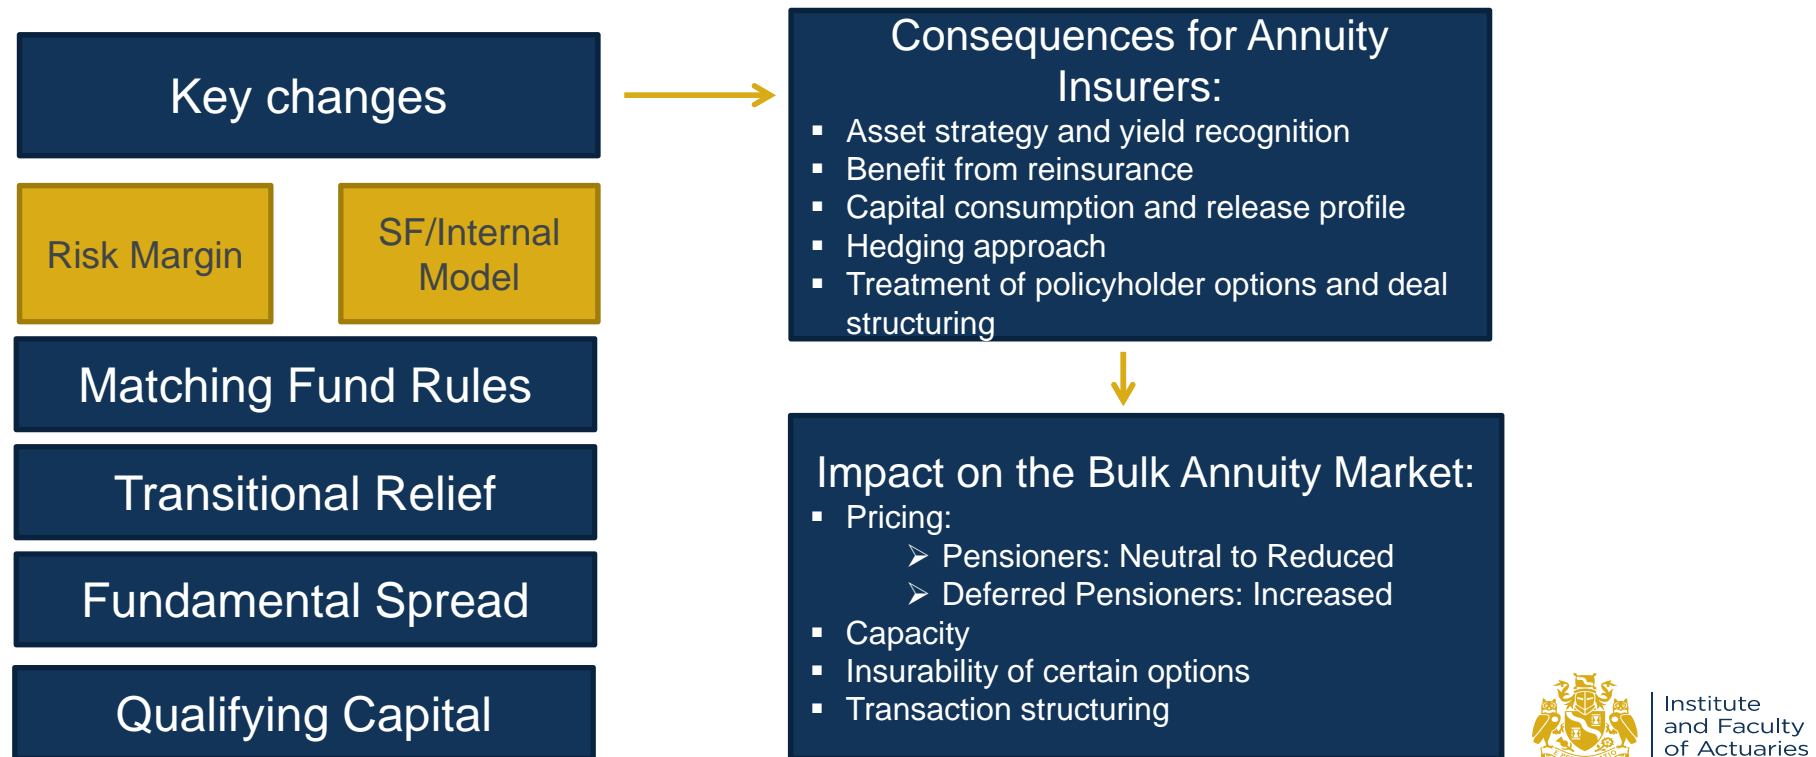 Key changes
Risk Margin
SF/Internal
Model
Matching Fund Rules
Transitional Relief
Fundamental Spread
Qualifying Capital
Consequences for Annuity
Insurers:
▪ Asset strategy and yield recognition
▪ Benefit from reinsurance
▪ Capital consumption and release profile
▪ Hedging approach
▪ Treatment of policyholder options and deal
structuring
Impact on the Bulk Annuity Market:
▪ Pricing:
➢ Pensioners: Neutral to Reduced
➢ Deferred Pensioners: Increased
▪ Capacity
▪ Insurability of certain options
▪ Transaction structuring
Institute
and Faculty
of Actuaries